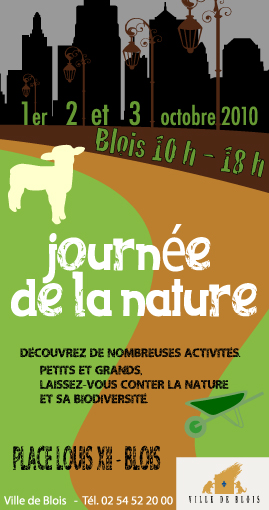 1er 2 et 3 octobre 2010
Blois 10 h - 18 h
journée
de la nature
DÉCOUVREZ DE NOMBREUSES ACTIVITÉS.
PETITS ET GRANDS,
LAISSEZ-VOUS CONTER LA NATURE
ET SA BIODIVERSITÉ.
PLACE LOUIS XII - BLOIS
VILLE DE BLOIS
Ville de Blois - Tél. 02 54 52 20 00